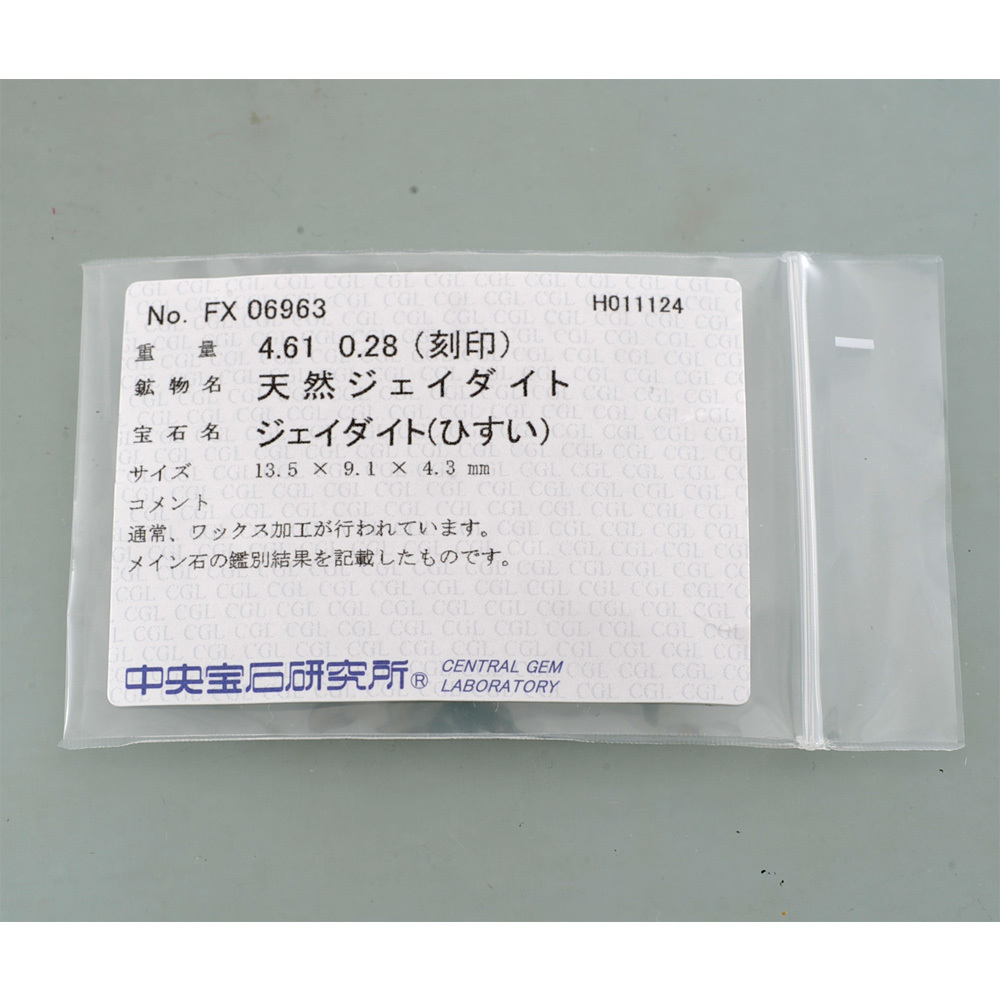 No. FX 06963 H011124
重量 4.61 0.28 (刻印)
鉱物名 天然ジェイダイト
宝石名 ジェイダイト(ひすい)
サイズ 13.5 × 9.1 × 4.3 mm
コメント
通常、ワックス加工が行われています。
メイン石の鑑別結果を記載したものです。
中央宝石研究所® CENTRAL GEM
LABORATORY